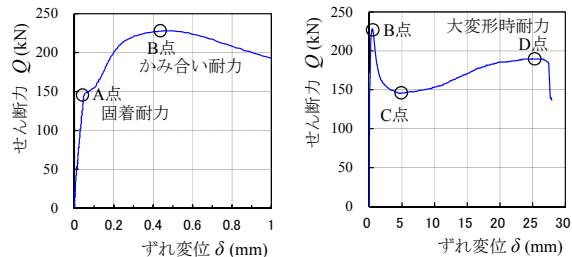 せん断力 Q (kN)
250
200
150
100
50
0
B点
かみ合い耐力
A点
固着耐力
0
0.2
0.4
0.6
0.8
1
ずれ変位 δ (mm)
せん断力 Q (kN)
250
200
150
100
50
0
大変形時耐力
B点
D点
C点
0
5
10
15
20
25
30
ずれ変位 δ (mm)